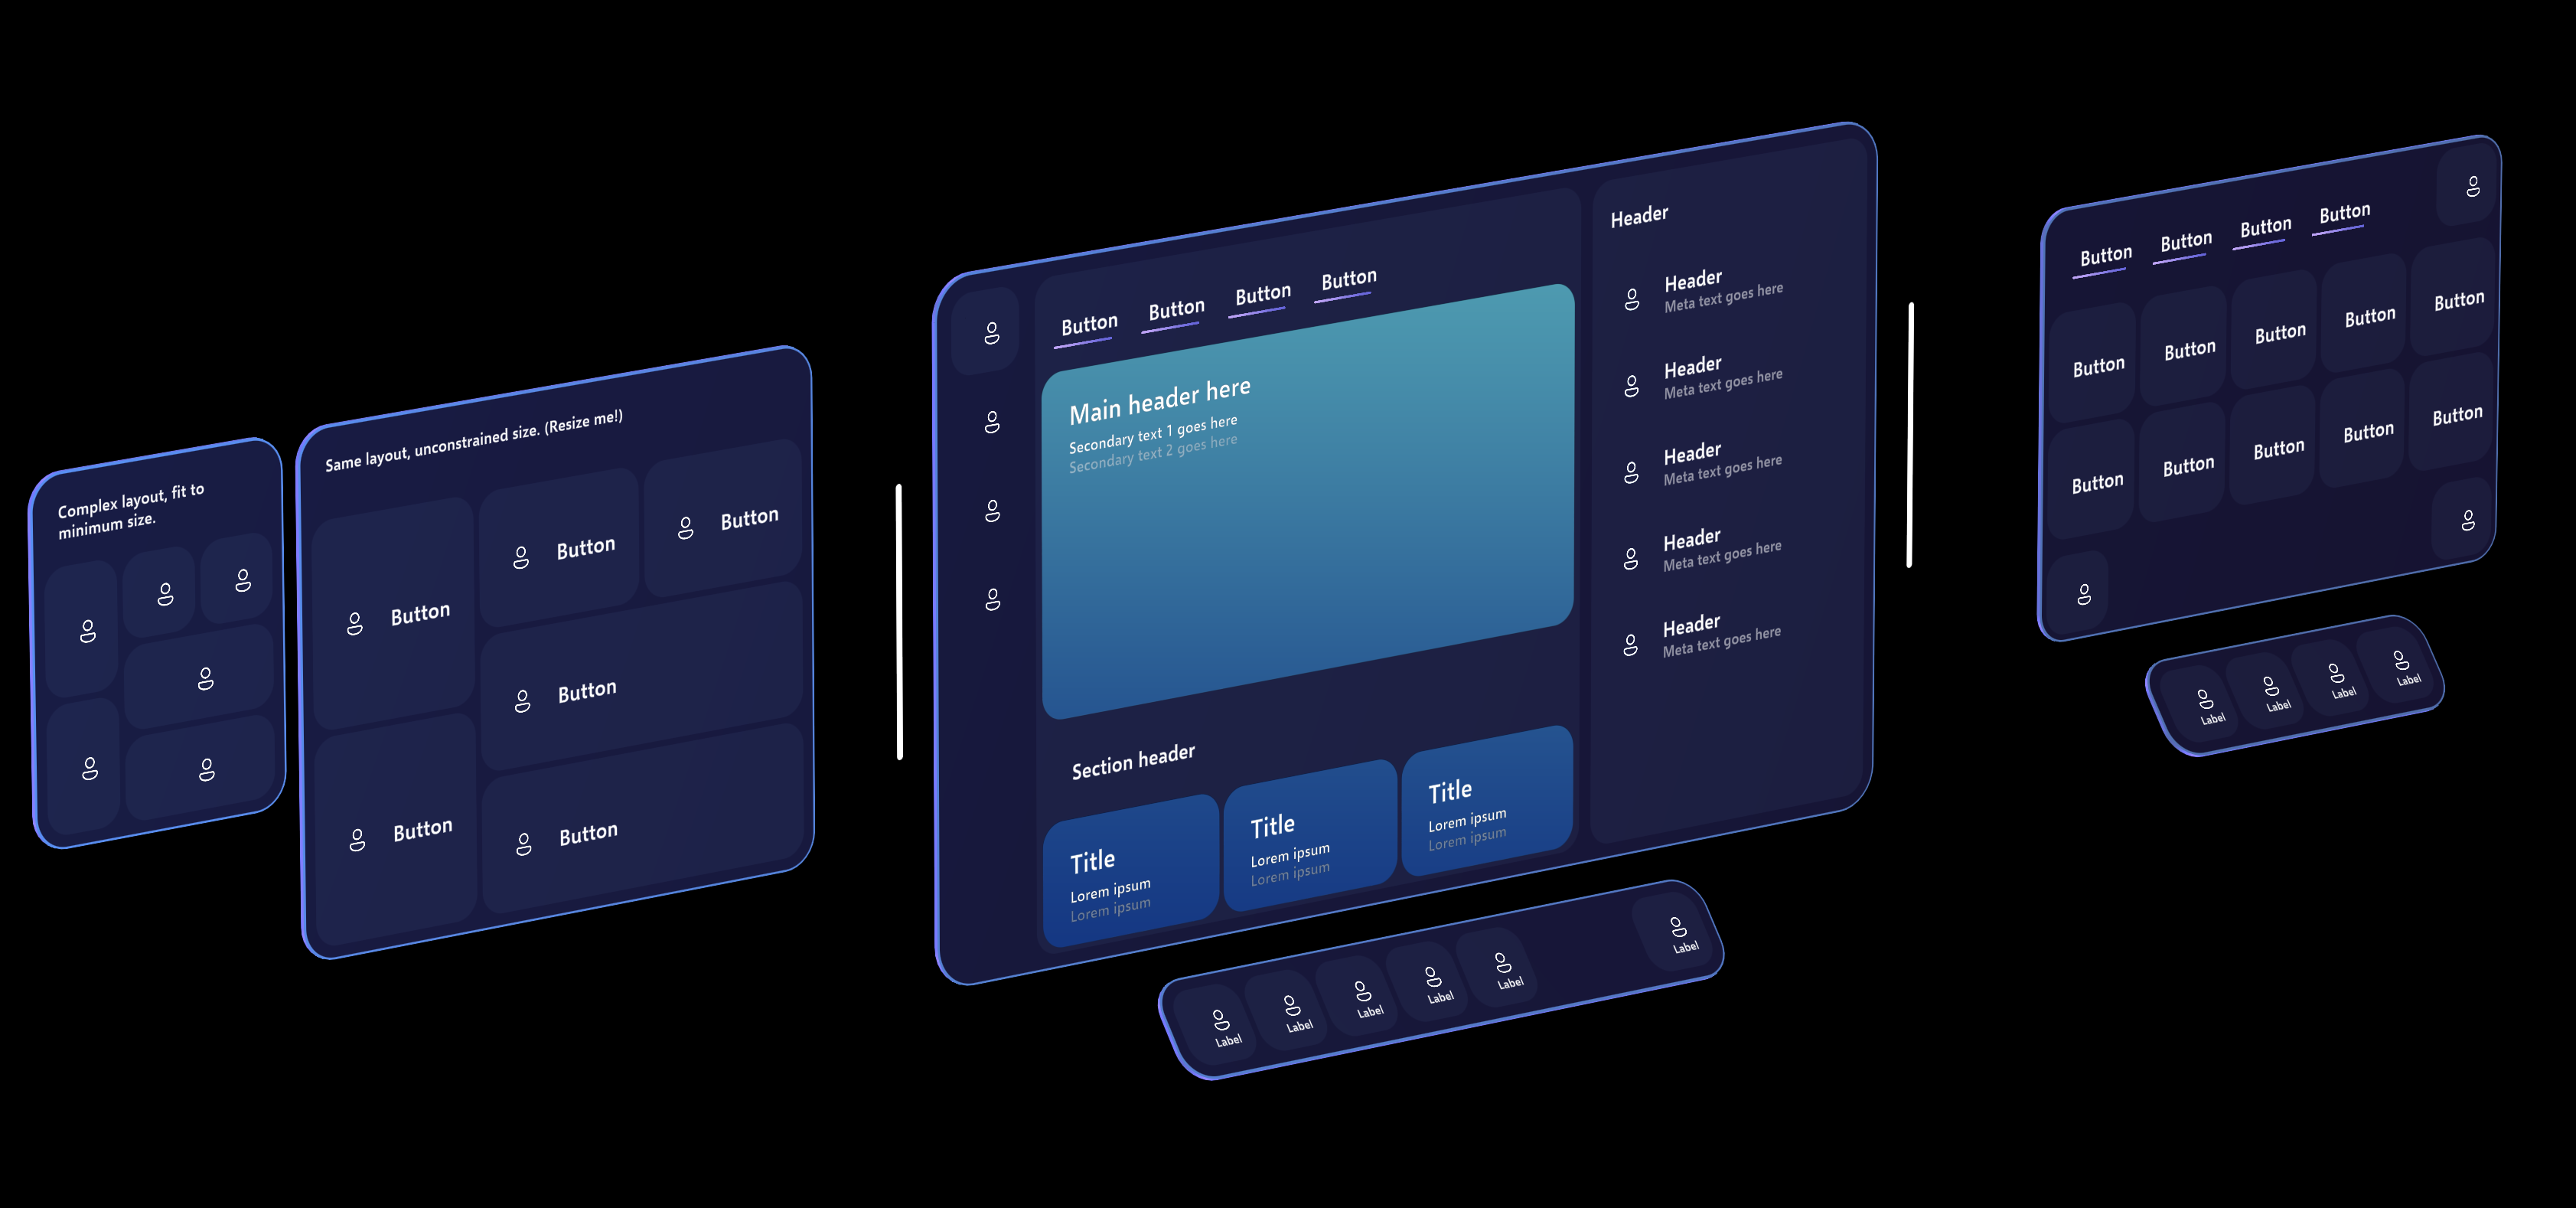 Complex layout, fit to
minimum size.
Same layout, unconstrained size. (Resize me!)
Button
Button
Button
Button
Button
Button
Button
Button
Button
Button
Main header here
Secondary text 1 goes here
Secondary text 2 goes here
Section header
Title
Lorem ipsum
Lorem ipsum
Title
Lorem ipsum
Lorem ipsum
Title
Lorem ipsum
Lorem ipsum
Header
Header
Meta text goes here
Header
Meta text goes here
Header
Meta text goes here
Header
Meta text goes here
Header
Meta text goes here
Label
Label
Label
Label
Label
Label
Button
Button
Button
Button
Button
Button
Button
Button
Button
Button
Button
Button
Button
Button
Label
Label
Label
Label